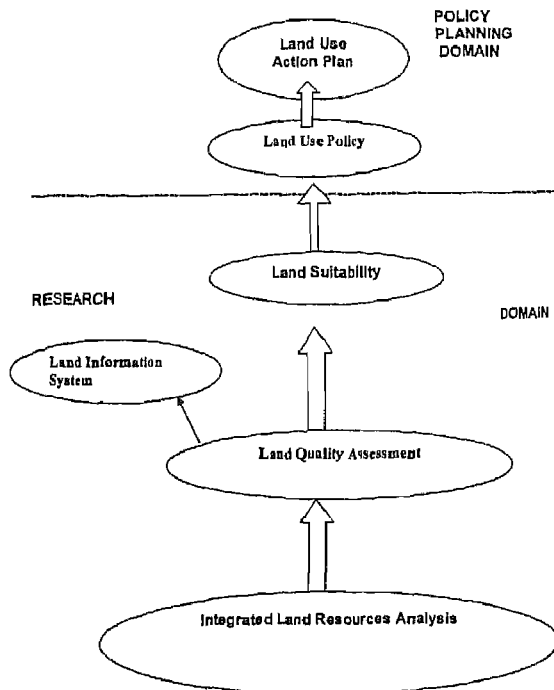 POLICY
PLANNING
DOMAIN
Land Use
Action Plan
Land Use Policy
Land Suitability
RESEARCH
DOMAIN
Land Information
System
Land Quality Assessment
Integrated Land Resources Analysis